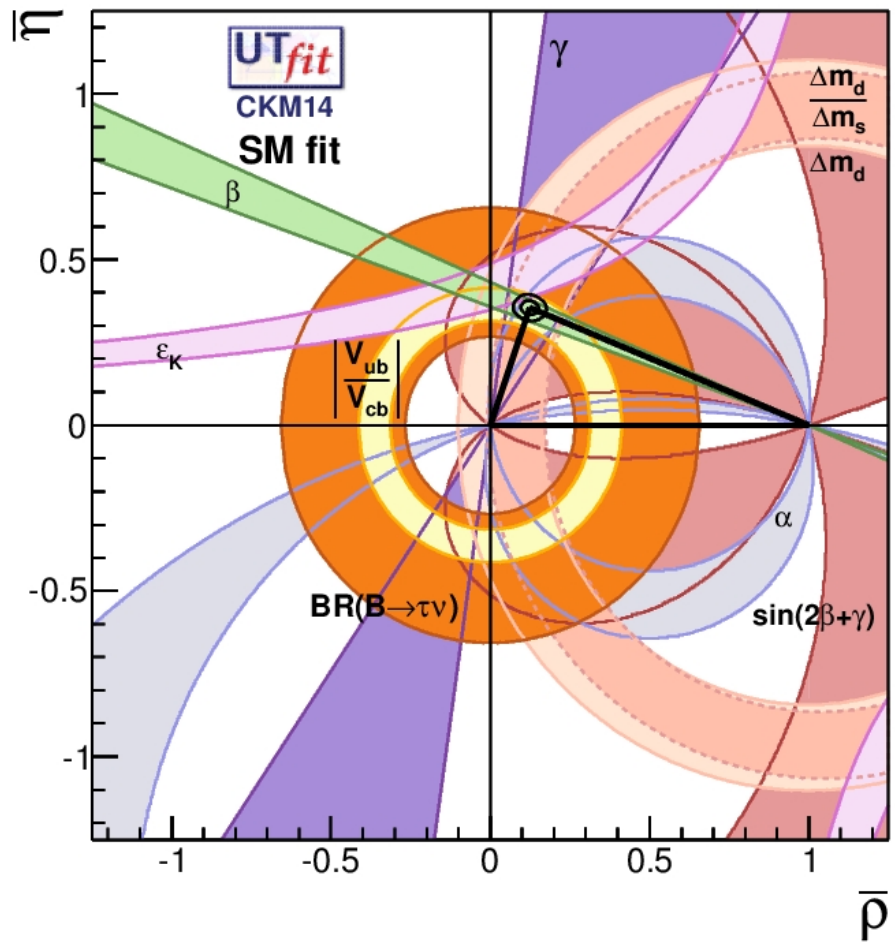 η̅
UTfit
CKM14
SM fit
γ
Δm_d
Δm_s
Δm_d
β
ε_K
|V_ub
V_cb|
α
BR(B→τν)
sin(2β+γ)
1
0.5
0
-0.5
-1
-1
-0.5
0
0.5
1
ρ̅